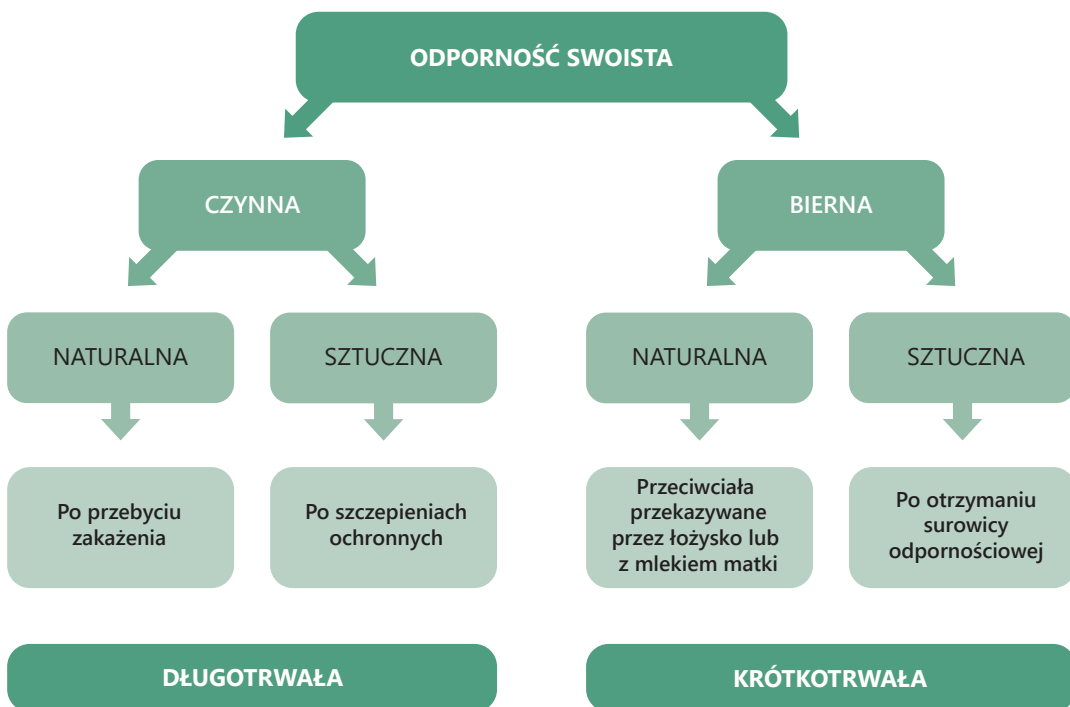 ODPORNOŚĆ SWOISTA
CZYNNA
BIERNA
NATURALNA
SZTUCZNA
NATURALNA
SZTUCZNA
Po przebyciu
zakażenia
Po szczepieniach
ochronnych
Przeciwciała
przekazywane
przez łożysko lub
z mlekiem matki
Po otrzymaniu
surowicy
odpornościowej
DŁUGOTRWAŁA
KRÓTKOTRWAŁA